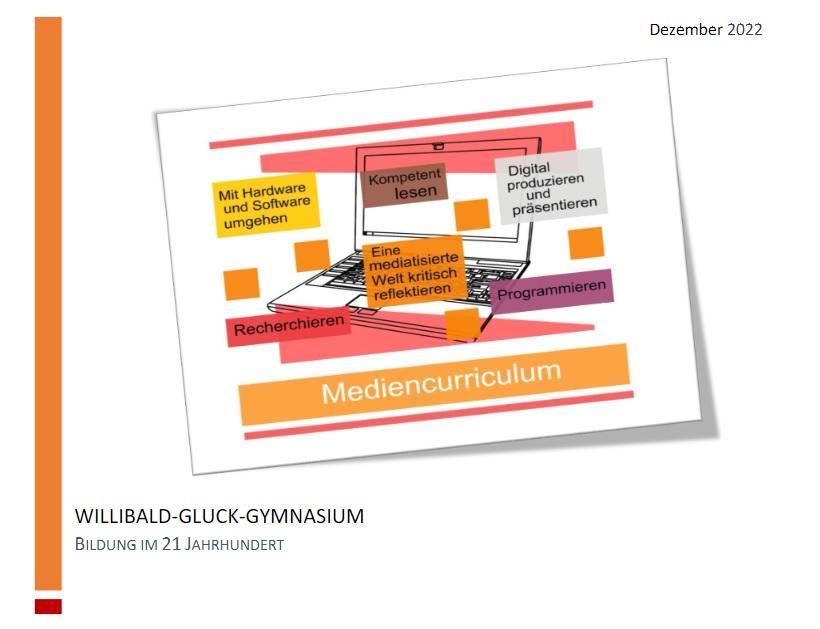 Dezember 2022
Mit Hardware
und Software
umgehen
Kompetent
lesen
Digital
produzieren
und
präsentieren
Eine
mediatisierte
Welt kritisch
reflektieren
Programmieren
Recherchieren
Mediencurriculum
WILLIBALD-GLUCK-GYMNASIUM
BILDUNG IM 21 JAHRHUNDERT